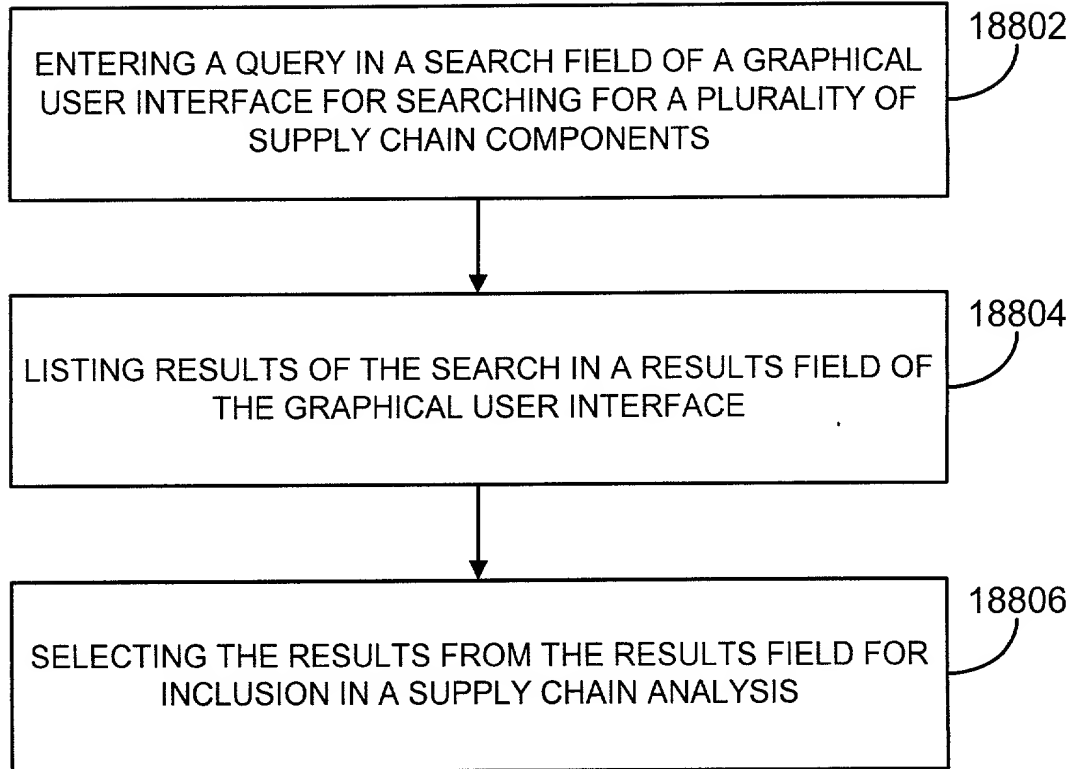 18802
ENTERING A QUERY IN A SEARCH FIELD OF A GRAPHICAL
USER INTERFACE FOR SEARCHING FOR A PLURALITY OF
SUPPLY CHAIN COMPONENTS
18804
LISTING RESULTS OF THE SEARCH IN A RESULTS FIELD OF
THE GRAPHICAL USER INTERFACE
18806
SELECTING THE RESULTS FROM THE RESULTS FIELD FOR
INCLUSION IN A SUPPLY CHAIN ANALYSIS